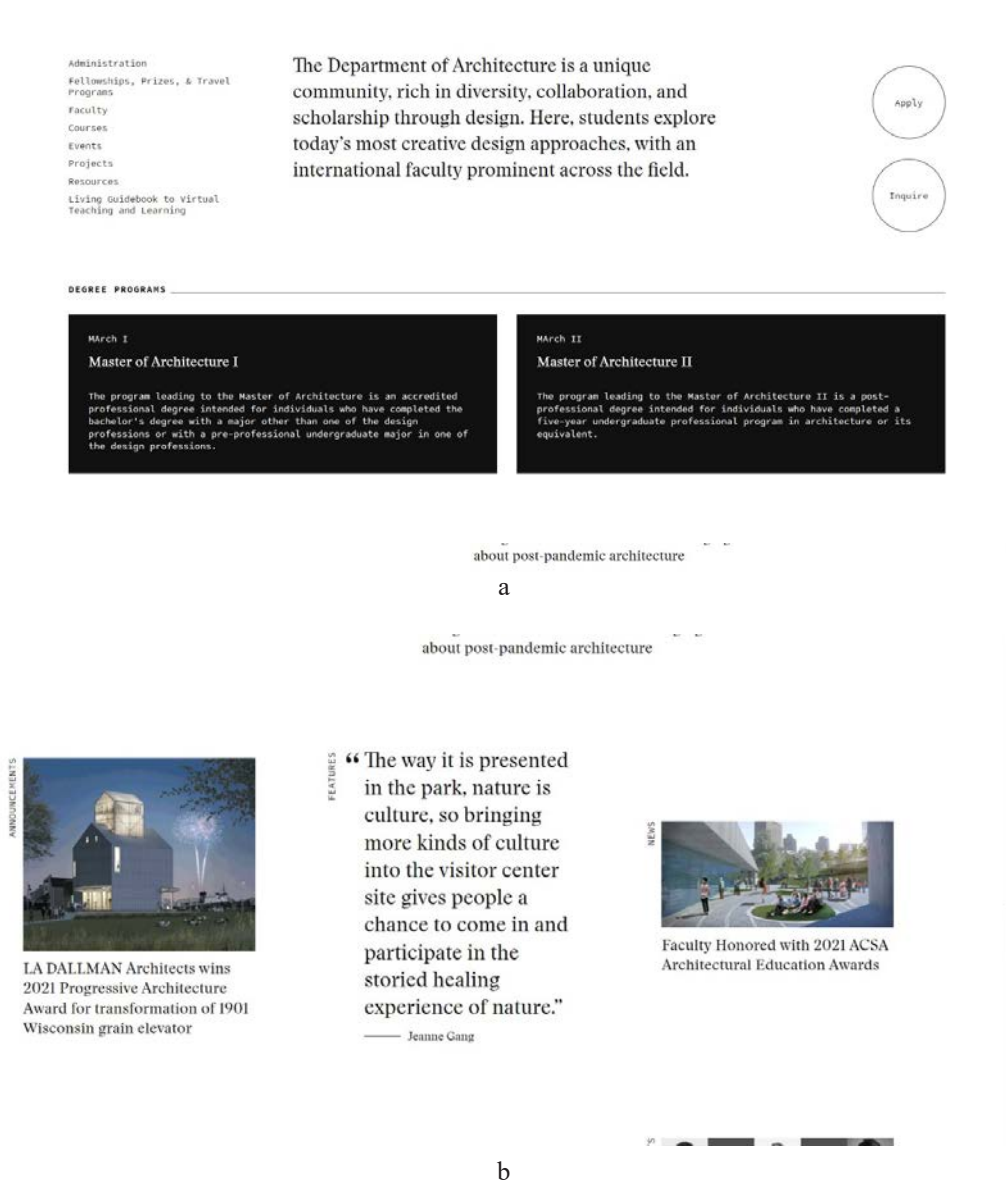 Administration
Fellowships, Prizes, & Travel
Programs
Faculty
Courses
Events
Projects
Resources
Living Guidebook to Virtual
Teaching and Learning
The Department of Architecture is a unique
community, rich in diversity, collaboration, and
scholarship through design. Here, students explore
today's most creative design approaches, with an
international faculty prominent across the field.
Apply
Inquire
DEGREE PROGRAMS
MArch I
Master of Architecture I
The program leading to the Master of Architecture is an accredited
professional degree intended for individuals who have completed the
bachelor's degree with a major other than one of the design
professions or with a pre-professional undergraduate major in one of
the design professions.
MArch II
Master of Architecture II
The program leading to the Master of Architecture II is a post-
professional degree intended for individuals who have completed a
five-year undergraduate professional program in architecture or its
equivalent.
about post-pandemic architecture
a
about post-pandemic architecture
ANNOUNCEMENTS
LA DALLMAN Architects wins
2021 Progressive Architecture
Award for transformation of 1901
Wisconsin grain elevator
FEATURES
“ The way it is presented
in the park, nature is
culture, so bringing
more kinds of culture
into the visitor center
site gives people a
chance to come in and
participate in the
storied healing
experience of nature.”
Jeanne Gang
NEWS
Faculty Honored with 2021 ACSA
Architectural Education Awards
b